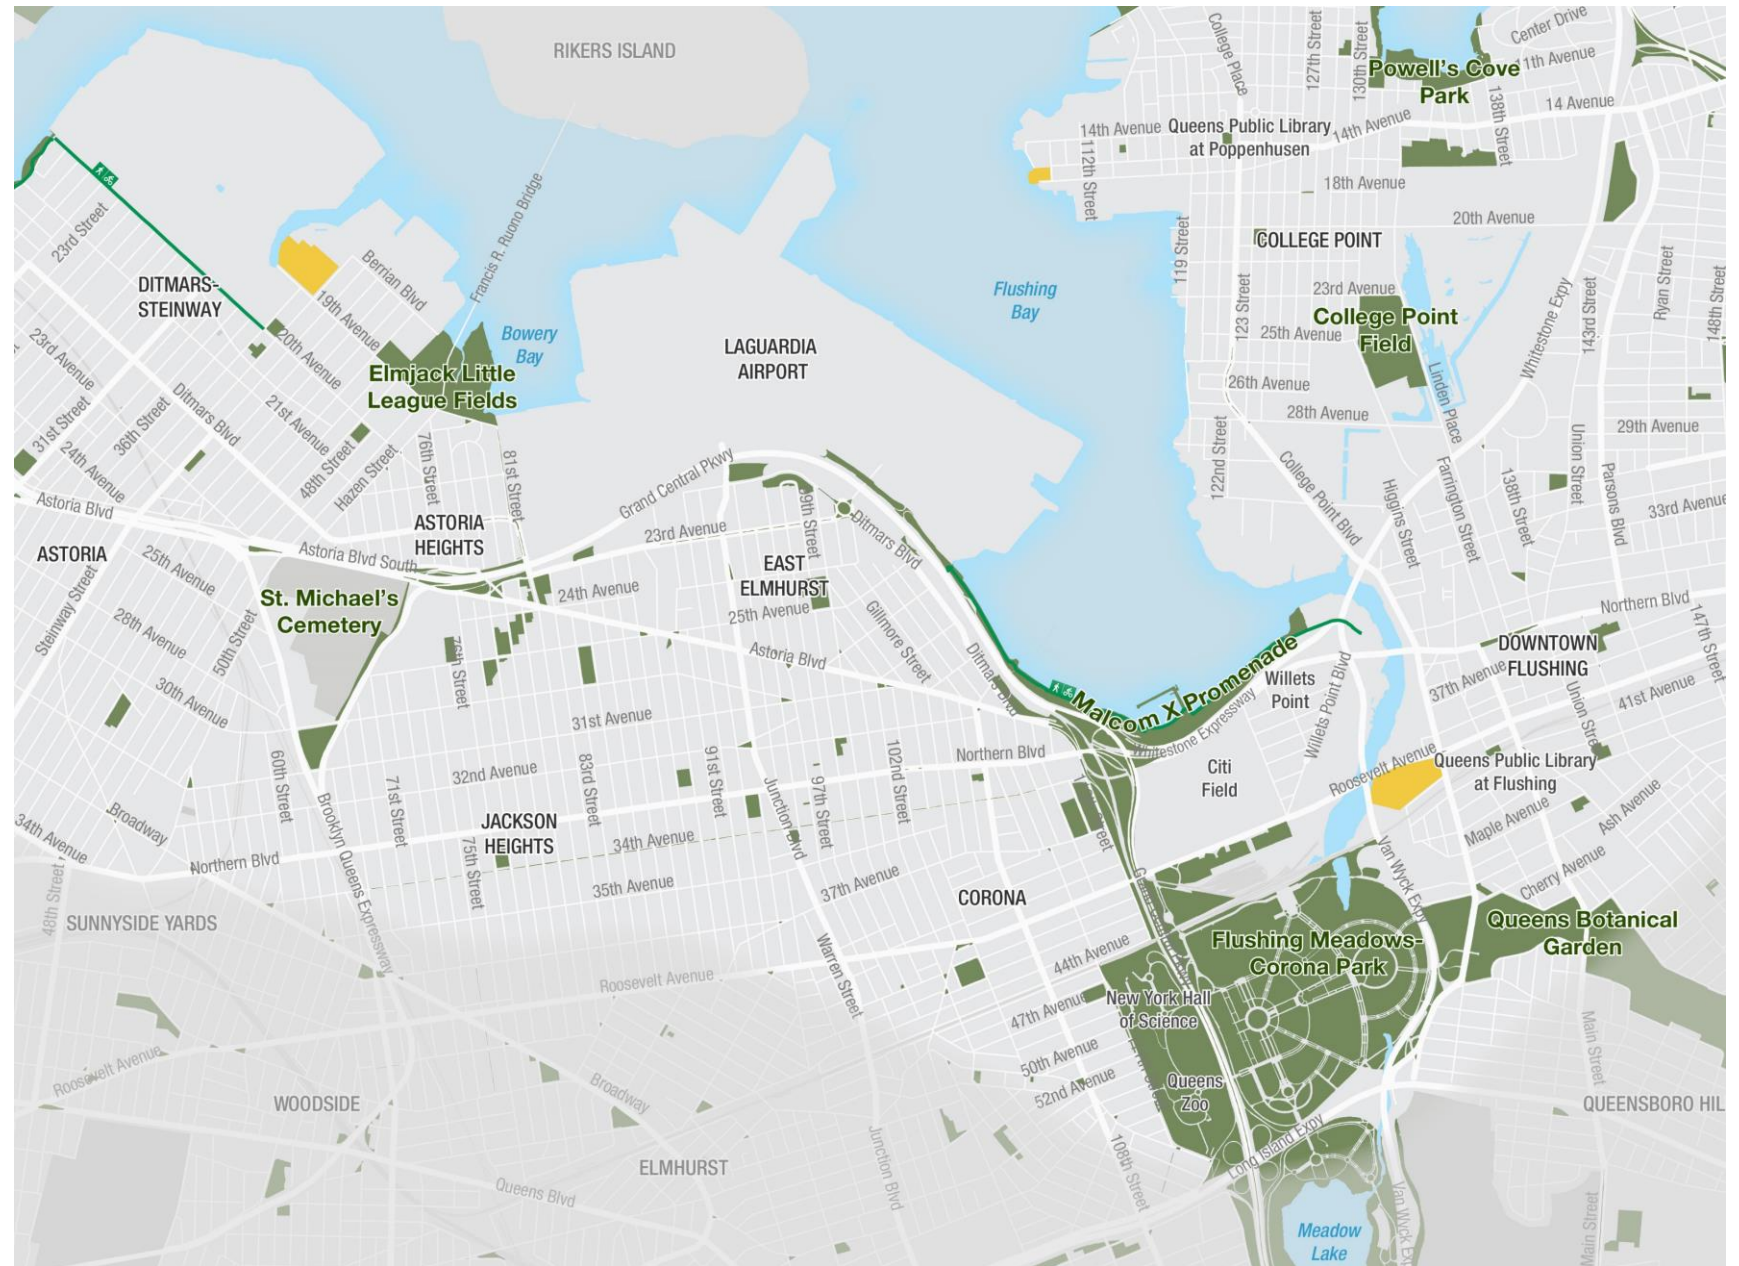 RIKERS ISLAND
College Place
127th Street
130th Street
Center Drive
11th Avenue
Powell's Cove
Park
138th Street
14 Avenue
14th Avenue
Queens Public Library
at Poppenhusen
14th Avenue
112th Street
18th Avenue
20th Avenue
23rd Street
Francis R. Ruono Bridge
119 Street
COLLEGE POINT
DITMARS-
STEINWAY
Berrian Blvd
19th Avenue
Flushing
Bay
123 Street
23rd Avenue
College Point
Field
25th Avenue
Whitestone Expy
143rd Street
Ryan Street
148th Street
20th Avenue
Bowery
Bay
LAGUARDIA
AIRPORT
23rd Avenue
Elmjack Little
League Fields
26th Avenue
28th Avenue
Linden Place
29th Avenue
31st Street
36th Street
Ditmars Blvd
21st Avenue
24th Avenue
48th Street
Hazen Street
76th Street
81st Street
Grand Central Pkwy
122nd Street
College Point Blvd
Higgins Street
Farrington Street
138th Street
Union Street
Parsons Blvd
33rd Avenue
Astoria Blvd
ASTORIA
ASTORIA
HEIGHTS
Astoria Blvd South
23rd Avenue
Ditmars Blvd
25th Avenue
EAST
ELMHURST
24th Avenue
25th Avenue
Steinway Street
St. Michael's
Cemetery
28th Avenue
50th Street
30th Avenue
76th Street
Astoria Blvd
Gillmore Street
Ditmars Blvd
Northern Blvd
147th Street
DOWNTOWN
FLUSHING
Malcom X Promenade
Willets
Point
Willets Point Blvd
37th Avenue
Union Street
41st Avenue
31st Avenue
Whitestone Expressway
Northern Blvd
60th Street
32nd Avenue
83rd Street
91st Street
102nd Street
Citi
Field
Roosevelt Avenue
Queens Public Library
at Flushing
71st Street
Junction Blvd
97th Street
Broadway
34th Avenue
Northern Blvd
JACKSON
HEIGHTS
34th Avenue
Maple Avenue
Ash Avenue
Brooklyn Queens Expressway
75th Street
35th Avenue
37th Avenue
CORONA
Van Wyck Expy
Cherry Avenue
48th Street
SUNNYSIDE YARDS
Warren Street
44th Avenue
Flushing Meadows-
Corona Park
Queens Botanical
Garden
Roosevelt Avenue
47th Avenue
New York Hall
of Science
Main Street
Roosevelt Avenue
Broadway
50th Avenue
52nd Avenue
Queens
Zoo
WOODSIDE
QUEENSBORO HIL
ELMHURST
Queens Blvd
Junction Blvd
108th Street
Long Island Expy
Meadow
Lake
Main Street